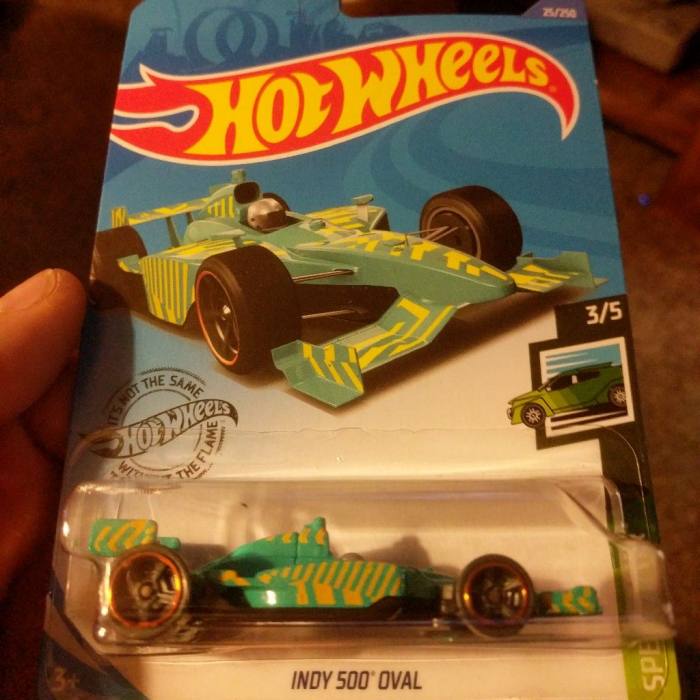 25/250
HOT WHEELS
3/5
IT'S NOT THE SAME
HOT WHEELS
WITHOUT THE FLAME
INDY 500® OVAL
3+
SPE